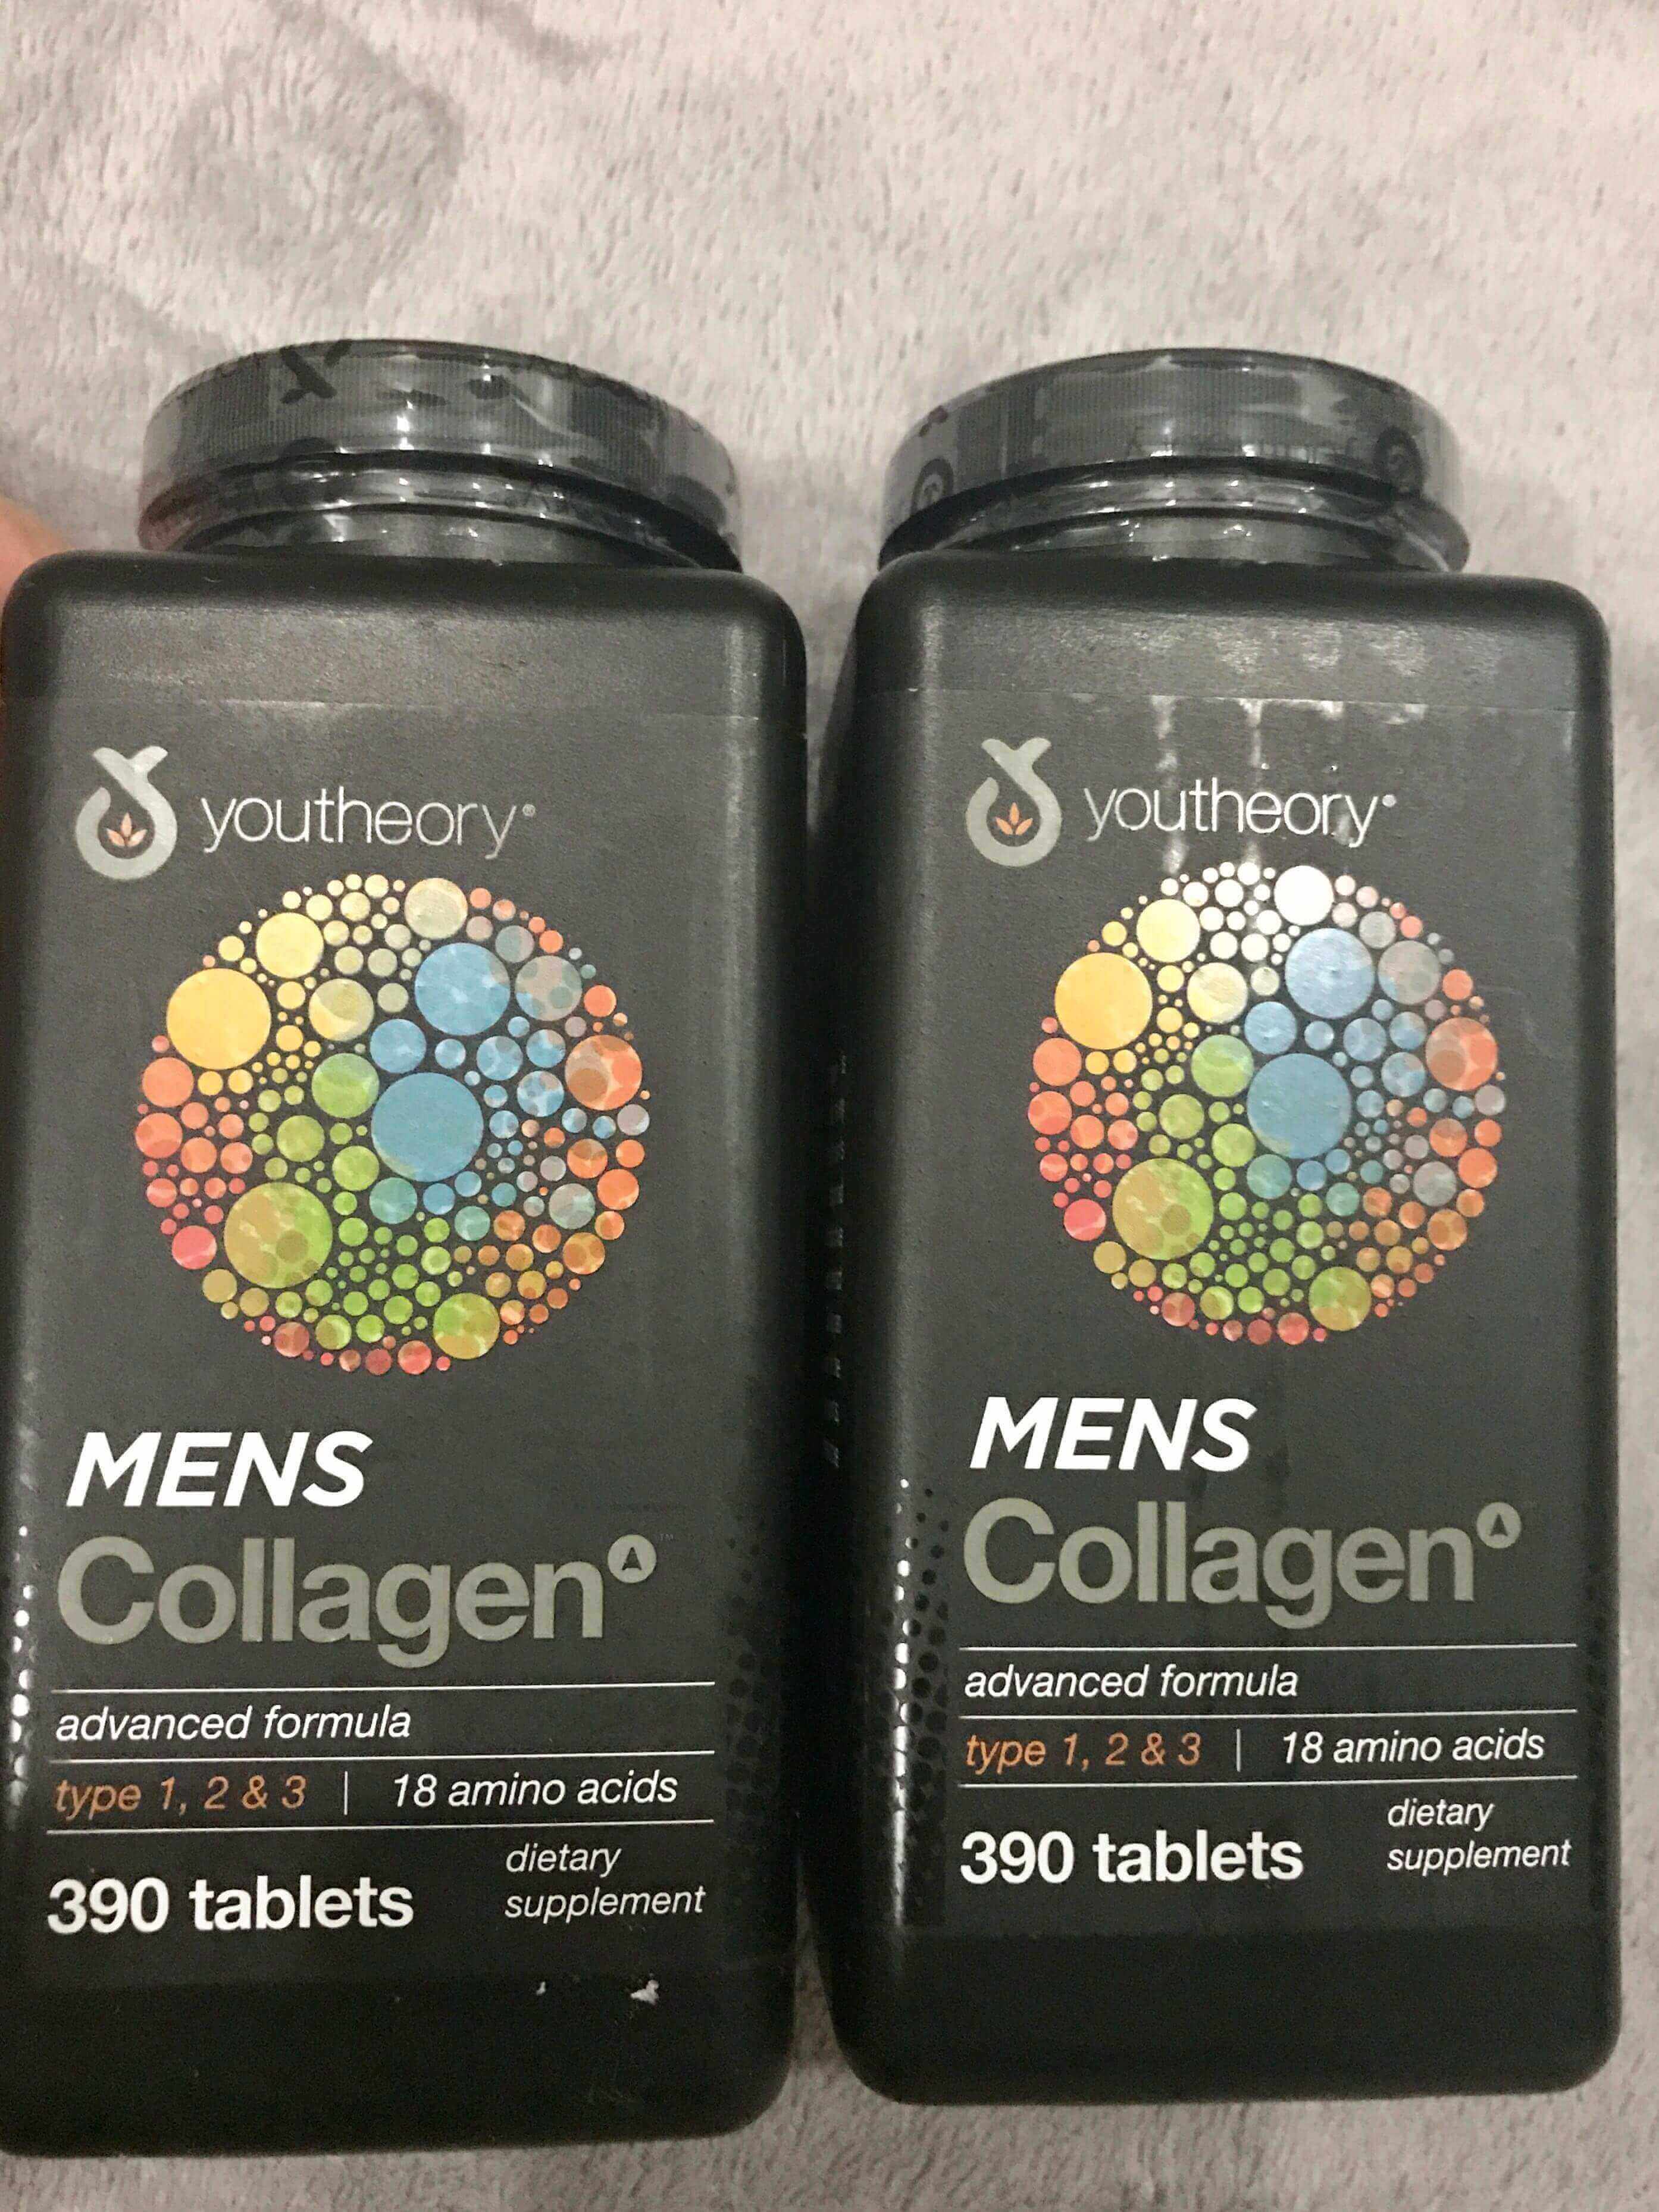 youtheory®
MENS
Collagen
advanced formula
type 1, 2 & 3 | 18 amino acids
390 tablets
dietary
supplement
youtheory®
MENS
Collagen
advanced formula
type 1, 2 & 3 | 18 amino acids
390 tablets
dietary
supplement